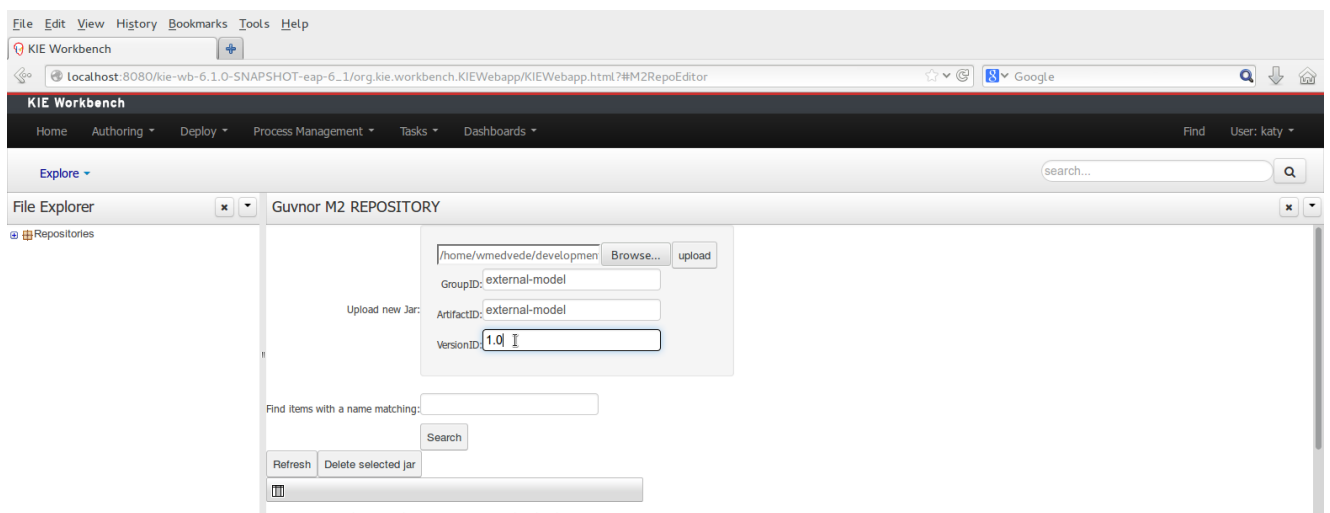 File Edit View History Bookmarks Tools Help
KIE Workbench
localhost:8080/kie-wb-6.1.0-SNAPSHOT-eap-6_1/org.kie.workbench.KIEWebapp/KIEWebapp.html?#M2RepoEditor
Google
KIE Workbench
Home Authoring Deploy Process Management Tasks Dashboards Find User: katy
Explore search...
File Explorer
Repositories
Guvnor M2 REPOSITORY
Upload new Jar:
/home/wmedvede/developmen Browse... upload
GroupID: external-model
ArtifactID: external-model
VersionID: 1.0
Find items with a name matching:
Search
Refresh Delete selected jar